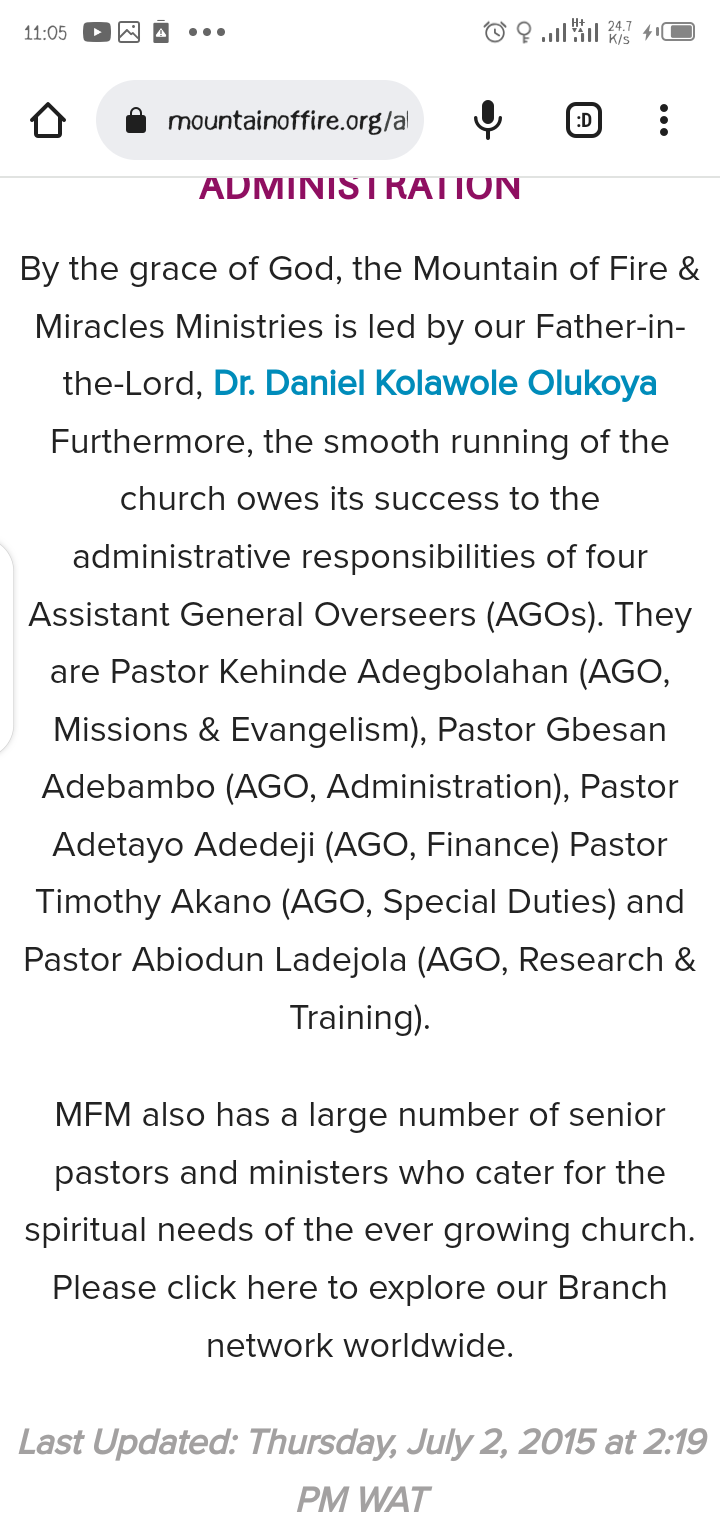 11:05
24.7
K/s
H+
mountainoffire.org/a
:D
ADMINISTRATION
By the grace of God, the Mountain of Fire &
Miracles Ministries is led by our Father-in-
the-Lord, Dr. Daniel Kolawole Olukoya
Furthermore, the smooth running of the
church owes its success to the
administrative responsibilities of four
Assistant General Overseers (AGOs). They
are Pastor Kehinde Adegbolahan (AGO,
Missions & Evangelism), Pastor Gbesan
Adebambo (AGO, Administration), Pastor
Adetayo Adedeji (AGO, Finance) Pastor
Timothy Akano (AGO, Special Duties) and
Pastor Abiodun Ladejola (AGO, Research &
Training).
MFM also has a large number of senior
pastors and ministers who cater for the
spiritual needs of the ever growing church.
Please click here to explore our Branch
network worldwide.
Last Updated: Thursday, July 2, 2015 at 2:19
PM WAT